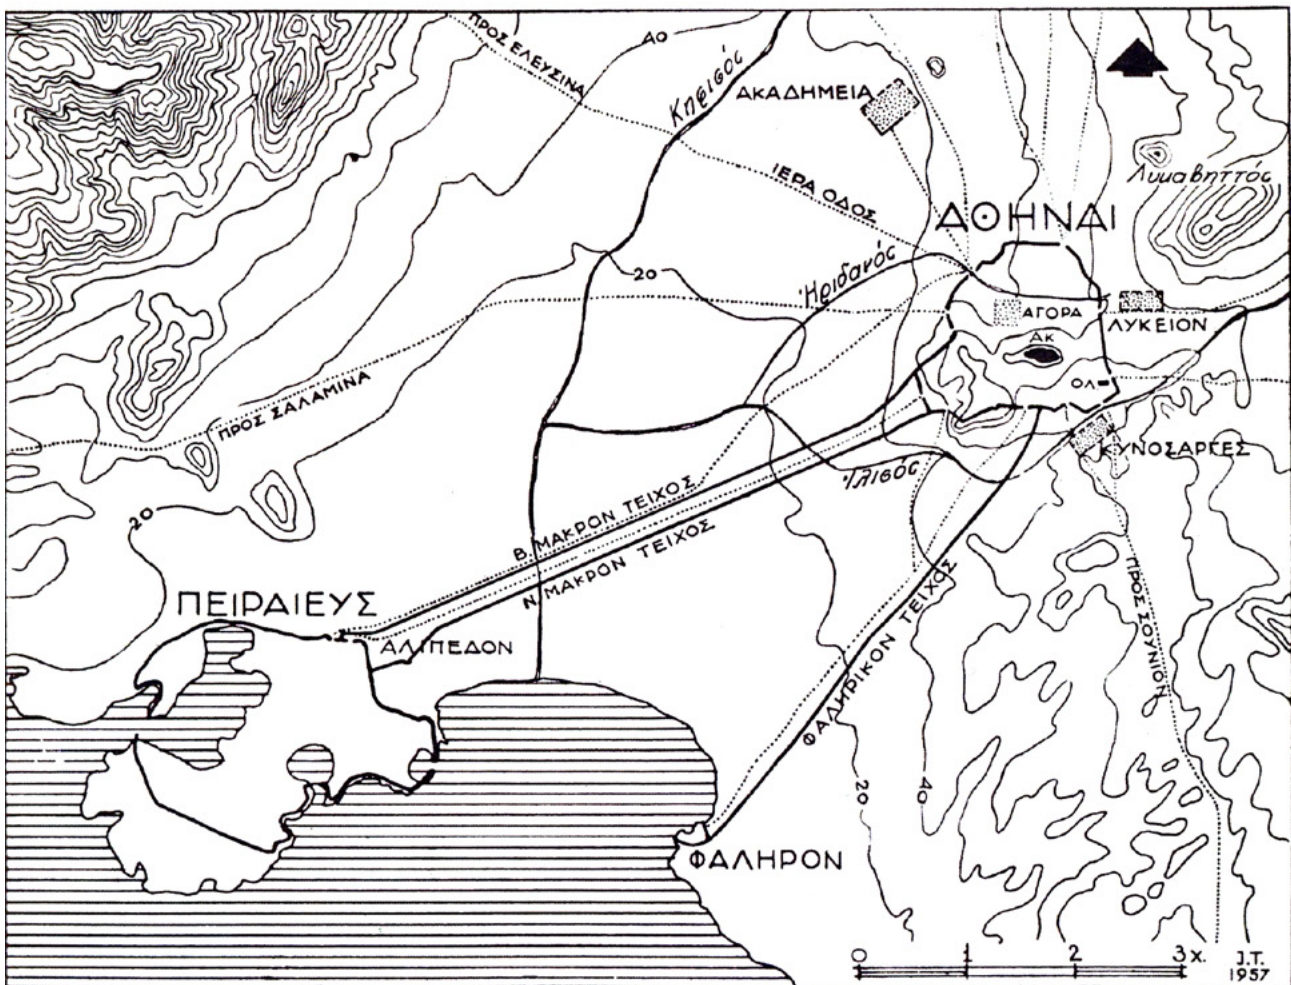 ΠΡΟΣ ΕΛΕΥΣΙΝΑ
40
Κηφισός
ΑΚΑΔΗΜΕΙΑ
Λυκαβηττός
ΙΕΡΑ ΟΔΟΣ
ΑΘΗΝΑΙ
Ἠριδανός
20
ΑΓΟΡΑ
ΛΥΚΕΙΟΝ
ΑΚ
ΟΛ
ΠΡΟΣ ΣΑΛΑΜΙΝΑ
ΚΥΝΟΣΑΡΓΕΣ
Ἰλισός
20
Β. ΜΑΚΡΟΝ ΤΕΙΧΟΣ
Ν. ΜΑΚΡΟΝ ΤΕΙΧΟΣ
ΠΕΙΡΑΙΕΥΣ
ΑΛΙΠΕΔΟΝ
ΦΑΛΗΡΙΚΟΝ ΤΕΙΧΟΣ
ΠΡΟΣ ΣΟΥΝΙΟΝ
20
40
ΦΑΛΗΡΟΝ
0 1 2 3 χ.
J.T.
1957